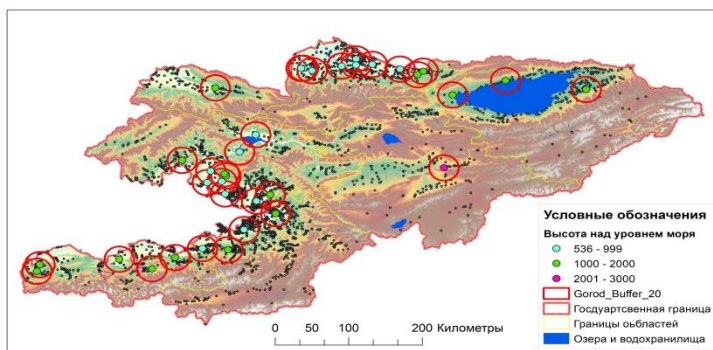 Условные обозначения
Высота над уровнем моря
536 - 999
1000 - 2000
2001 - 3000
Gorod_Buffer_20
Госдуартсвенная граница
Границы оьбластей
Озера и водохранилища
0 50 100 200 Километры